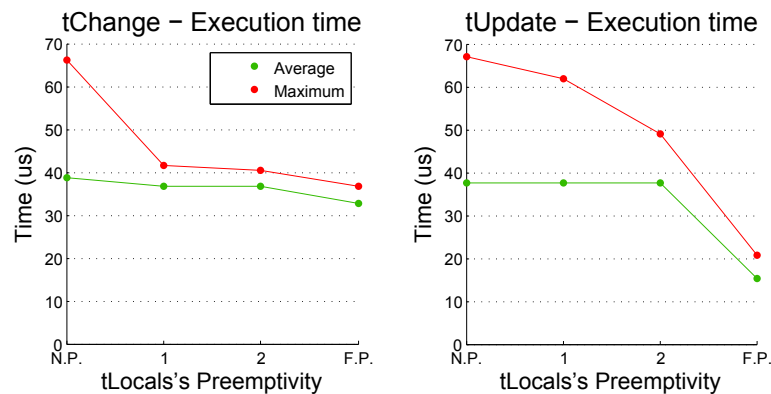 tChange − Execution time
70
60
50
40
30
20
10
0
Time (us)
Average
Maximum
N.P. 1 2 F.P.
tLocals's Preemptivity
tUpdate − Execution time
70
60
50
40
30
20
10
0
Time (us)
N.P. 1 2 F.P.
tLocals's Preemptivity